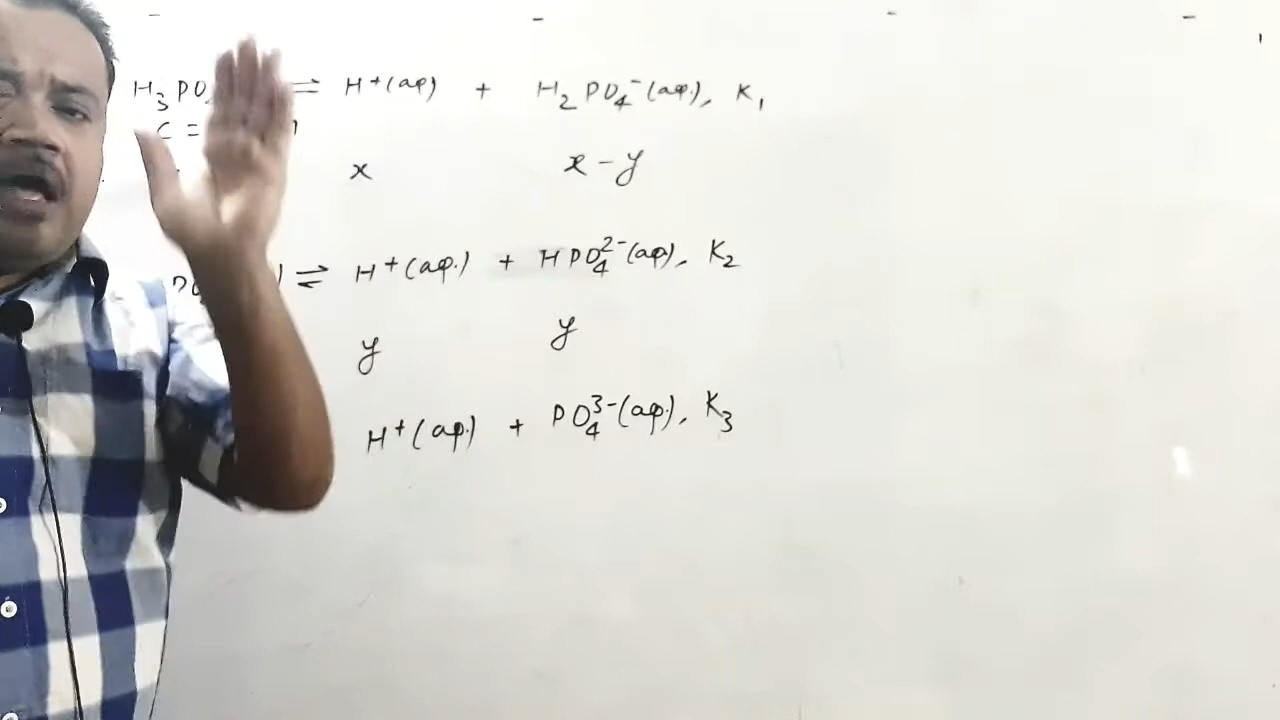 H₃PO ⇌ H⁺(aq) + H₂PO₄⁻(aq.), K₁
C =
x x - y
⇌ H⁺(aq.) + HPO₄²⁻(aq), K₂
y y
H⁺(aq.) + PO₄³⁻(aq.), K₃